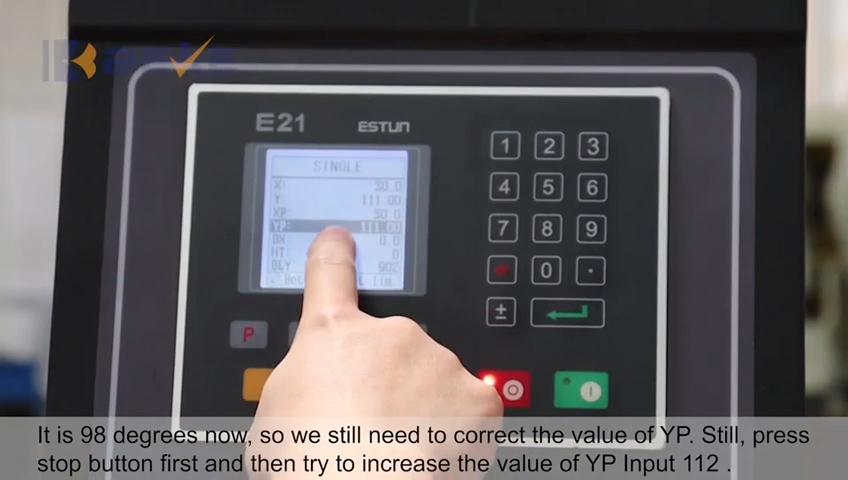 E21 ESTUN
SINGLE
X: 50.0
Y 111.00
XP: 50.0
YP: 111.00
DX: 0.0
NT: 0
DLY 902
1 2 3
4 5 6
7 8 9
0 .
±
P
It is 98 degrees now, so we still need to correct the value of YP. Still, press
stop button first and then try to increase the value of YP Input 112 .